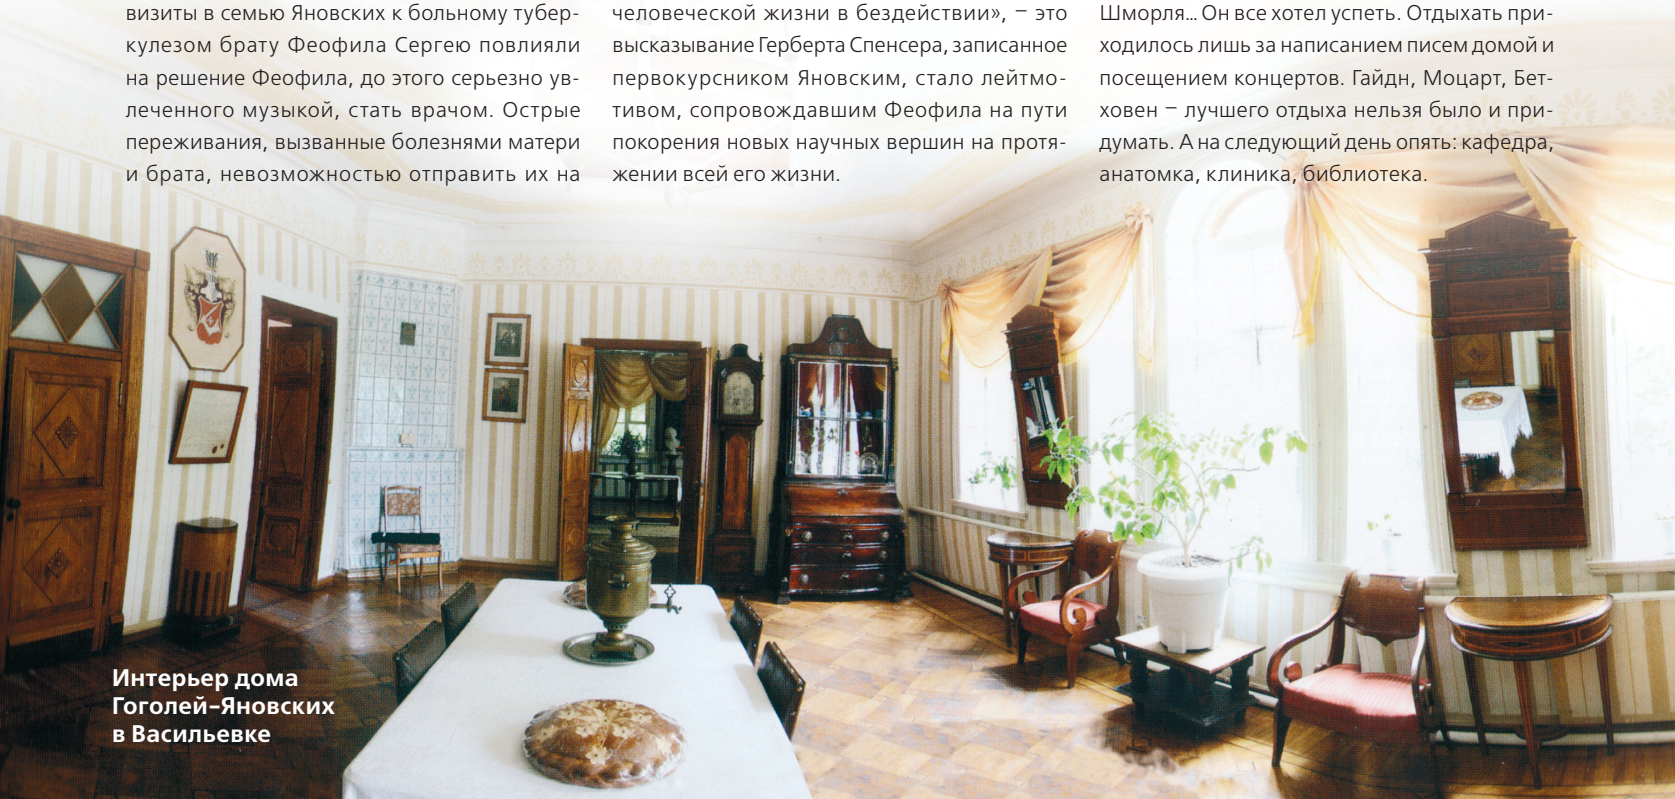 визиты в семью Яновских к больному тубер-
кулезом брату Феофила Сергею повлияли
на решение Феофила, до этого серьезно ув-
леченного музыкой, стать врачом. Острые
переживания, вызванные болезнями матери
и брата, невозможностью отправить их на
человеческой жизни в бездействии», – это
высказывание Герберта Спенсера, записанное
первокурсником Яновским, стало лейтмо-
тивом, сопровождавшим Феофила на пути
покорения новых научных вершин на протя-
жении всей его жизни.
Шморля... Он все хотел успеть. Отдыхать при-
ходилось лишь за написанием писем домой и
посещением концертов. Гайдн, Моцарт, Бет-
ховен – лучшего отдыха нельзя было и при-
думать. А на следующий день опять: кафедра,
анатомка, клиника, библиотека.
Интерьер дома
Гоголей–Яновских
в Васильевке